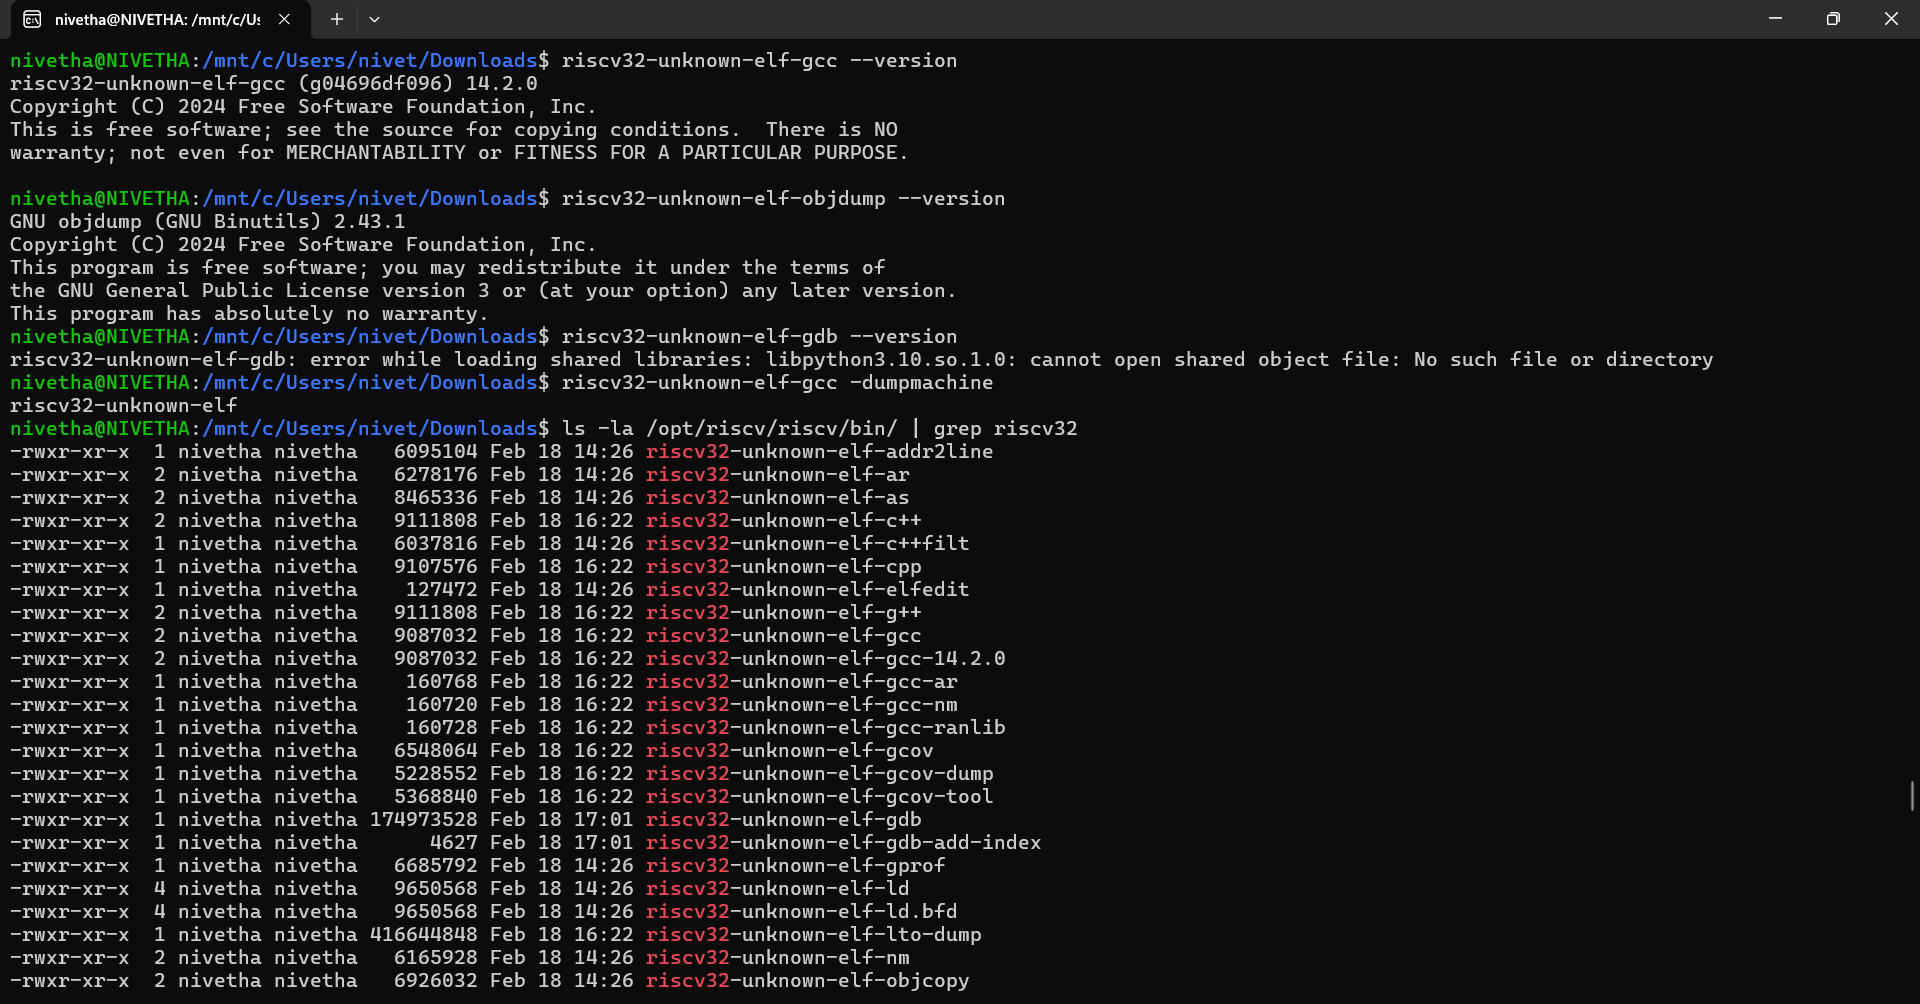 nivetha@NIVETHA: /mnt/c/Us
nivetha@NIVETHA:/mnt/c/Users/nivet/Downloads$ riscv32-unknown-elf-gcc --version
riscv32-unknown-elf-gcc (g04696df096) 14.2.0
Copyright (C) 2024 Free Software Foundation, Inc.
This is free software; see the source for copying conditions.  There is NO
warranty; not even for MERCHANTABILITY or FITNESS FOR A PARTICULAR PURPOSE.

nivetha@NIVETHA:/mnt/c/Users/nivet/Downloads$ riscv32-unknown-elf-objdump --version
GNU objdump (GNU Binutils) 2.43.1
Copyright (C) 2024 Free Software Foundation, Inc.
This program is free software; you may redistribute it under the terms of
the GNU General Public License version 3 or (at your option) any later version.
This program has absolutely no warranty.
nivetha@NIVETHA:/mnt/c/Users/nivet/Downloads$ riscv32-unknown-elf-gdb --version
riscv32-unknown-elf-gdb: error while loading shared libraries: libpython3.10.so.1.0: cannot open shared object file: No such file or directory
nivetha@NIVETHA:/mnt/c/Users/nivet/Downloads$ riscv32-unknown-elf-gcc -dumpmachine
riscv32-unknown-elf
nivetha@NIVETHA:/mnt/c/Users/nivet/Downloads$ ls -la /opt/riscv/riscv/bin/ | grep riscv32
-rwxr-xr-x  1 nivetha nivetha   6095104 Feb 18 14:26 riscv32-unknown-elf-addr2line
-rwxr-xr-x  2 nivetha nivetha   6278176 Feb 18 14:26 riscv32-unknown-elf-ar
-rwxr-xr-x  2 nivetha nivetha   8465336 Feb 18 14:26 riscv32-unknown-elf-as
-rwxr-xr-x  2 nivetha nivetha   9111808 Feb 18 16:22 riscv32-unknown-elf-c++
-rwxr-xr-x  1 nivetha nivetha   6037816 Feb 18 14:26 riscv32-unknown-elf-c++filt
-rwxr-xr-x  1 nivetha nivetha   9107576 Feb 18 16:22 riscv32-unknown-elf-cpp
-rwxr-xr-x  1 nivetha nivetha    127472 Feb 18 14:26 riscv32-unknown-elf-elfedit
-rwxr-xr-x  2 nivetha nivetha   9111808 Feb 18 16:22 riscv32-unknown-elf-g++
-rwxr-xr-x  2 nivetha nivetha   9087032 Feb 18 16:22 riscv32-unknown-elf-gcc
-rwxr-xr-x  2 nivetha nivetha   9087032 Feb 18 16:22 riscv32-unknown-elf-gcc-14.2.0
-rwxr-xr-x  1 nivetha nivetha    160768 Feb 18 16:22 riscv32-unknown-elf-gcc-ar
-rwxr-xr-x  1 nivetha nivetha    160720 Feb 18 16:22 riscv32-unknown-elf-gcc-nm
-rwxr-xr-x  1 nivetha nivetha    160728 Feb 18 16:22 riscv32-unknown-elf-gcc-ranlib
-rwxr-xr-x  1 nivetha nivetha   6548064 Feb 18 16:22 riscv32-unknown-elf-gcov
-rwxr-xr-x  1 nivetha nivetha   5228552 Feb 18 16:22 riscv32-unknown-elf-gcov-dump
-rwxr-xr-x  1 nivetha nivetha   5368840 Feb 18 16:22 riscv32-unknown-elf-gcov-tool
-rwxr-xr-x  1 nivetha nivetha 174973528 Feb 18 17:01 riscv32-unknown-elf-gdb
-rwxr-xr-x  1 nivetha nivetha      4627 Feb 18 17:01 riscv32-unknown-elf-gdb-add-index
-rwxr-xr-x  1 nivetha nivetha   6685792 Feb 18 14:26 riscv32-unknown-elf-gprof
-rwxr-xr-x  4 nivetha nivetha   9650568 Feb 18 14:26 riscv32-unknown-elf-ld
-rwxr-xr-x  4 nivetha nivetha   9650568 Feb 18 14:26 riscv32-unknown-elf-ld.bfd
-rwxr-xr-x  1 nivetha nivetha 416644848 Feb 18 16:22 riscv32-unknown-elf-lto-dump
-rwxr-xr-x  2 nivetha nivetha   6165928 Feb 18 14:26 riscv32-unknown-elf-nm
-rwxr-xr-x  2 nivetha nivetha   6926032 Feb 18 14:26 riscv32-unknown-elf-objcopy